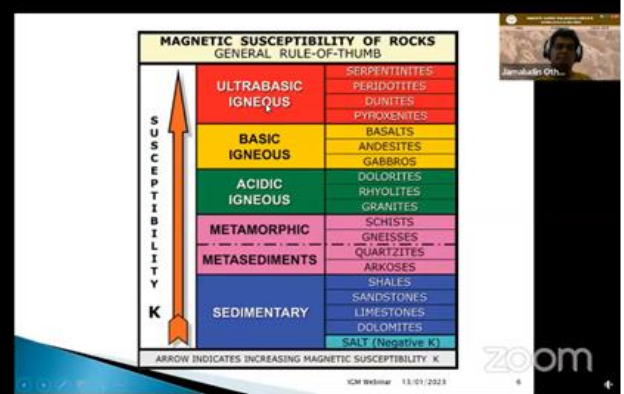 MAGNETIC SUSCEPTIBILITY OF ROCKS
GENERAL RULE-OF-THUMB
SUSCEPTIBILITY K
ULTRABASIC
IGNEOUS
SERPENTINITES
PERIDOTITES
DUNITES
PYROXENITES
BASIC
IGNEOUS
BASALTS
ANDESITES
GABBROS
ACIDIC
IGNEOUS
DOLORITES
RHYOLITES
GRANITES
METAMORPHIC
SCHISTS
GNEISSES
METASEDIMENTS
QUARTZITES
ARKOSES
SEDIMENTARY
SHALES
SANDSTONES
LIMESTONES
DOLOMITES
SALT (Negative K)
ARROW INDICATES INCREASING MAGNETIC SUSCEPTIBILITY K
IGM Webinar 13/01/2023 6
Jamaludin Oth...
zoom